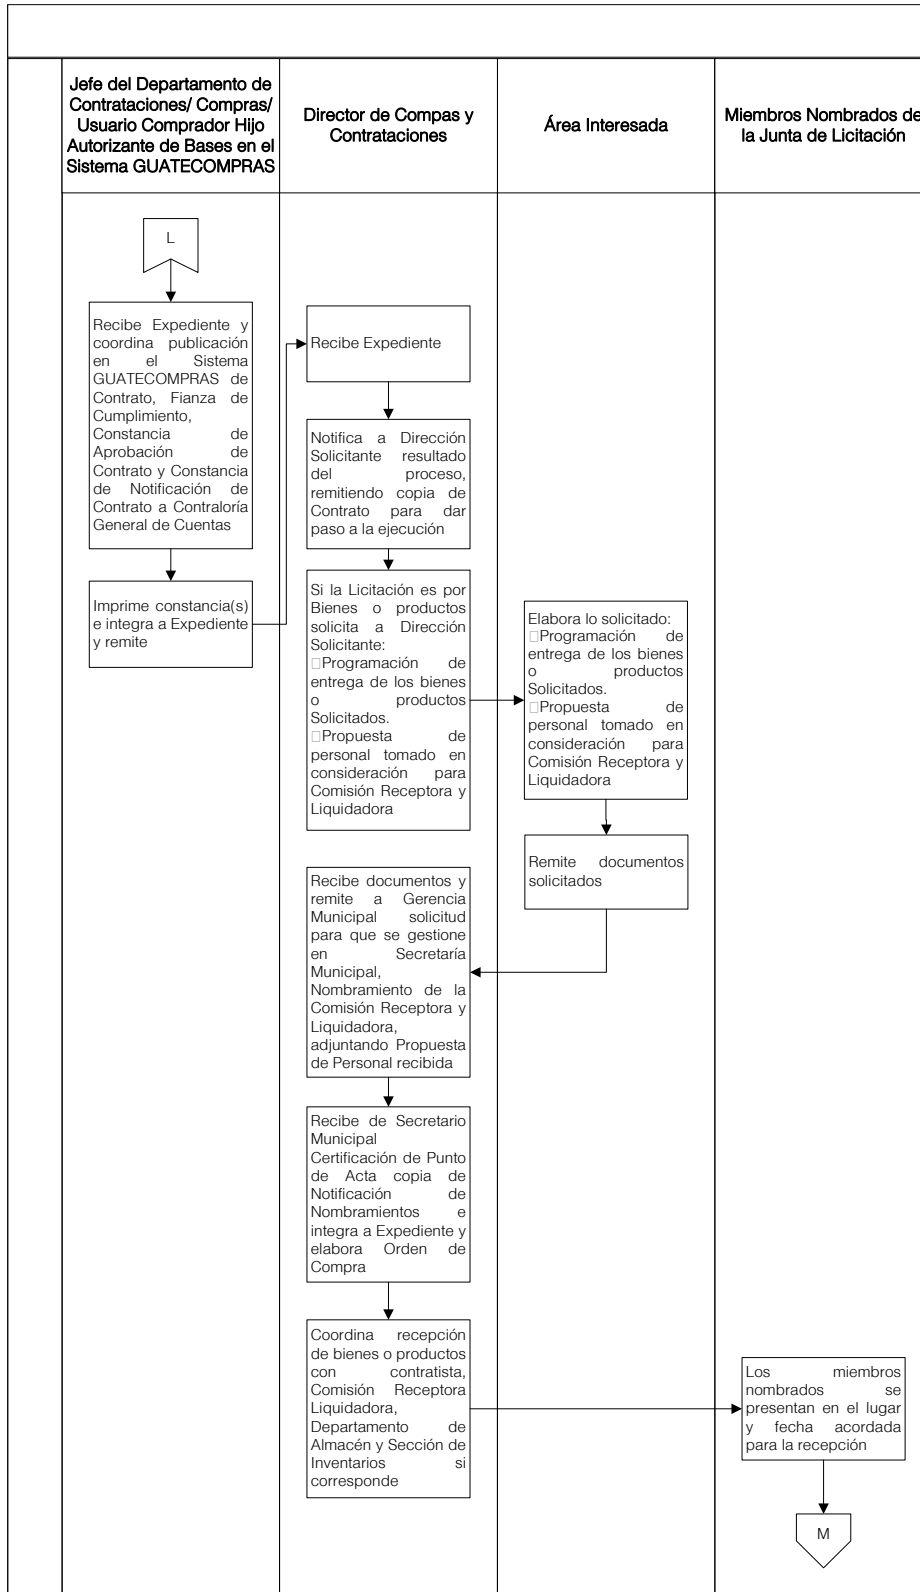 Jefe del Departamento de
Contrataciones/ Compras/
Usuario Comprador Hijo
Autorizante de Bases en el
Sistema GUATECOMPRAS
Director de Compas y
Contrataciones
Área Interesada
Miembros Nombrados de
la Junta de Licitación
L
Recibe Expediente y
coordina publicación
en el Sistema
GUATECOMPRAS de
Contrato, Fianza de
Cumplimiento,
Constancia de
Aprobación de
Contrato y Constancia
de Notificación de
Contrato a Contraloría
General de Cuentas
Imprime constancia(s)
e integra a Expediente
y remite
Recibe Expediente
Notifica a Dirección
Solicitante resultado
del proceso,
remitiendo copia de
Contrato para dar
paso a la ejecución
Si la Licitación es por
Bienes o productos
solicita a Dirección
Solicitante:
Programación de
entrega de los bienes
o productos
Solicitados.
Propuesta de
personal tomado en
consideración para
Comisión Receptora y
Liquidadora
Elabora lo solicitado:
Programación de
entrega de los bienes
o productos
Solicitados.
Propuesta de
personal tomado en
consideración para
Comisión Receptora y
Liquidadora
Remite documentos
solicitados
Recibe documentos y
remite a Gerencia
Municipal solicitud
para que se gestione
en Secretaría
Municipal,
Nombramiento de la
Comisión Receptora y
Liquidadora,
adjuntando Propuesta
de Personal recibida
Recibe de Secretario
Municipal
Certificación de Punto
de Acta copia de
Notificación de
Nombramientos e
integra a Expediente y
elabora Orden de
Compra
Coordina recepción
de bienes o productos
con contratista,
Comisión Receptora
Liquidadora,
Departamento de
Almacén y Sección de
Inventarios si
corresponde
Los miembros
nombrados se
presentan en el lugar
y fecha acordada
para la recepción
M